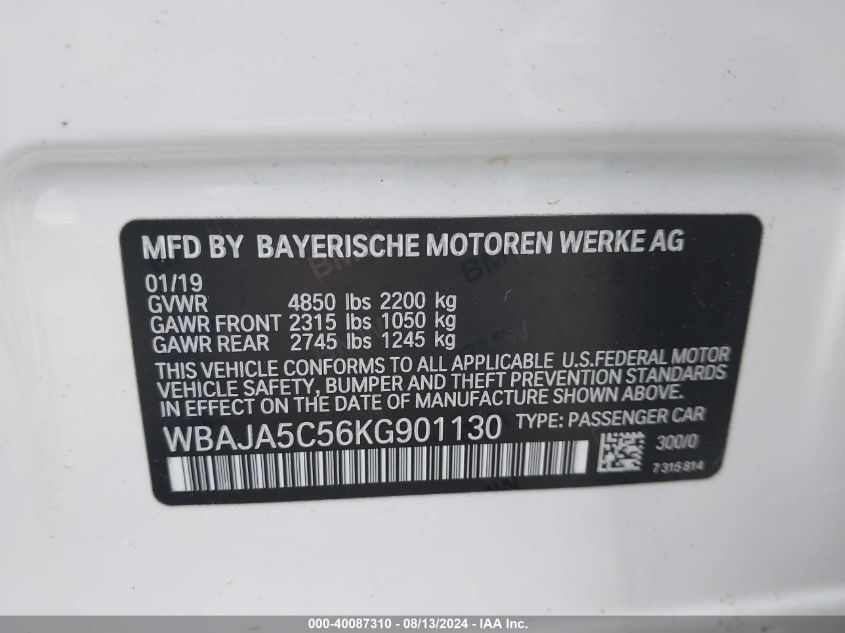 MFD BY BAYERISCHE MOTOREN WERKE AG
01/19
GVWR 4850 lbs 2200 kg
GAWR FRONT 2315 lbs 1050 kg
GAWR REAR 2745 lbs 1245 kg
THIS VEHICLE CONFORMS TO ALL APPLICABLE U.S.FEDERAL MOTOR
VEHICLE SAFETY, BUMPER AND THEFT PREVENTION STANDARDS
IN EFFECT ON THE DATE OF MANUFACTURE SHOWN ABOVE.
WBAJA5C56KG901130 TYPE: PASSENGER CAR
300/0
7315814
000-40087310 - 08/13/2024 - IAA Inc.